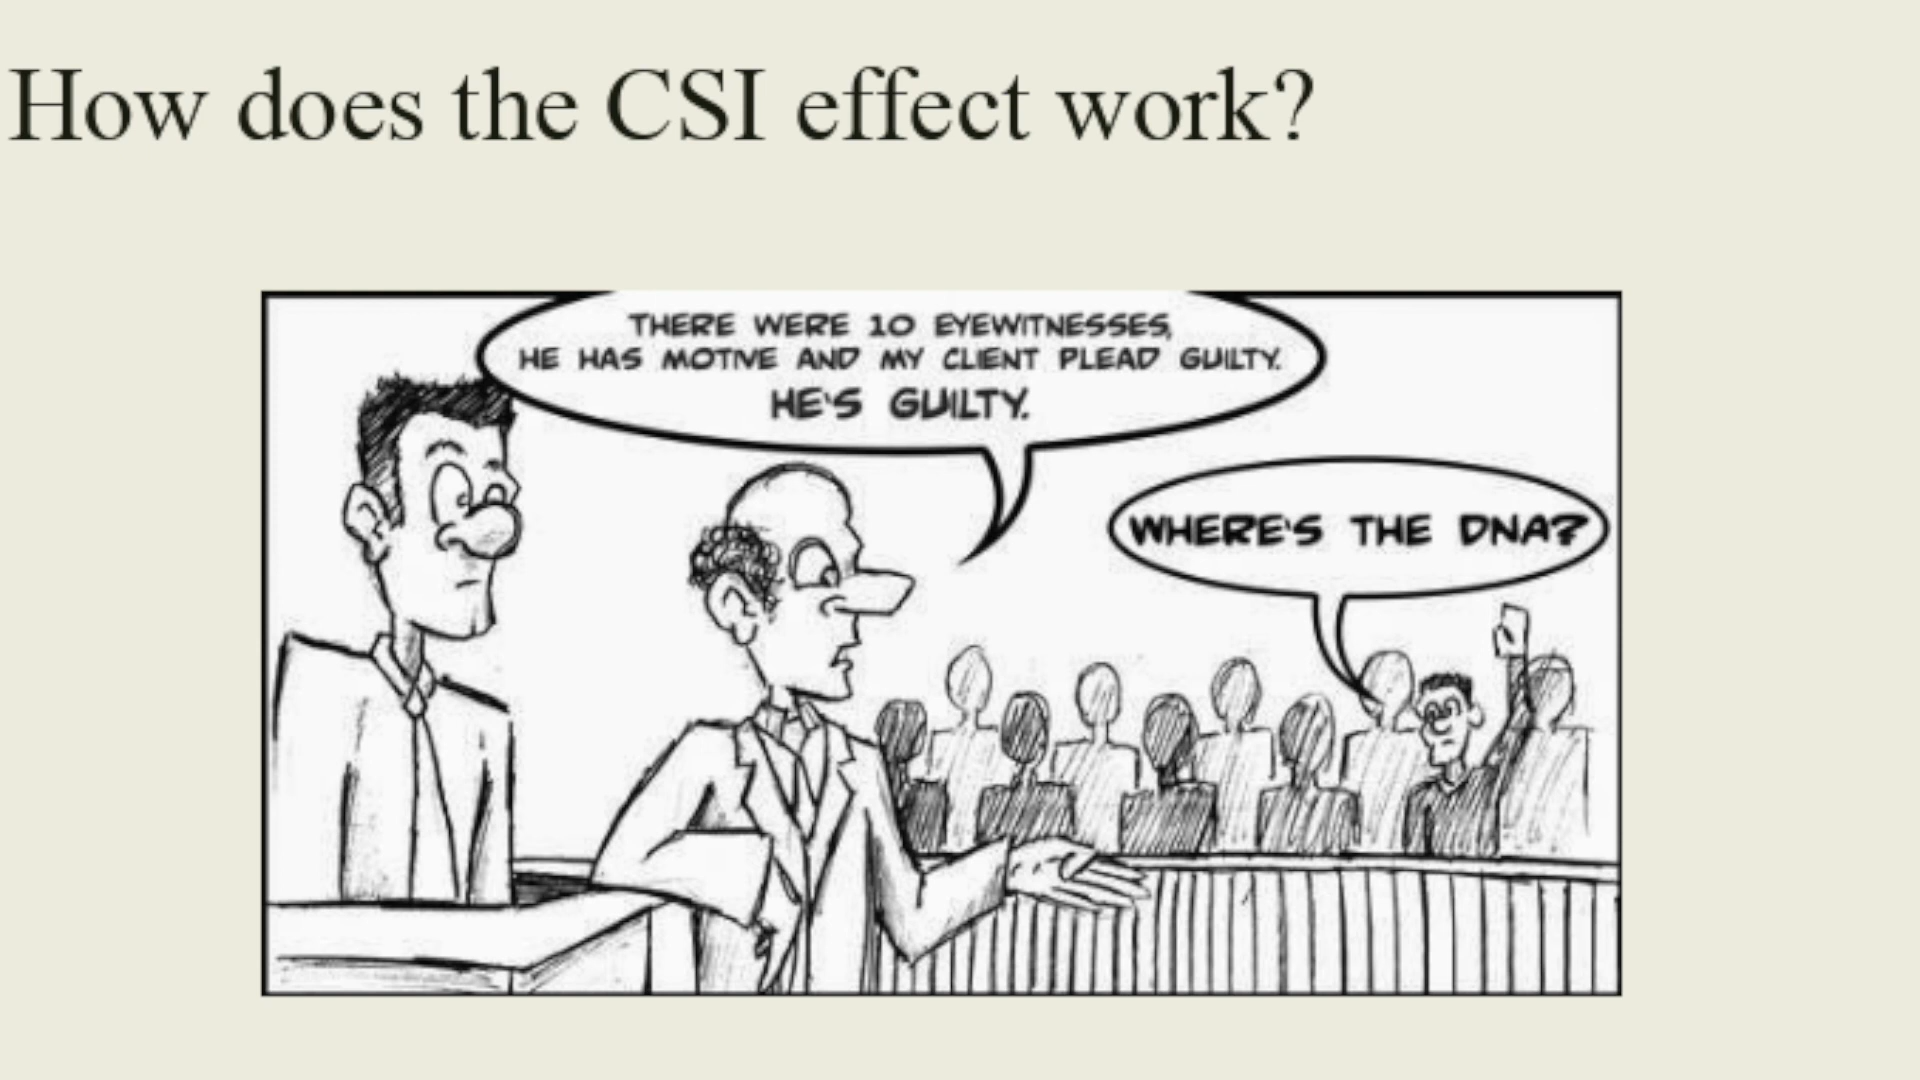 How does the CSI effect work?
THERE WERE 10 EYEWITNESSES,
HE HAS MOTIVE AND MY CLIENT PLEAD GUILTY.
HE'S GUILTY.
WHERE'S THE DNA?